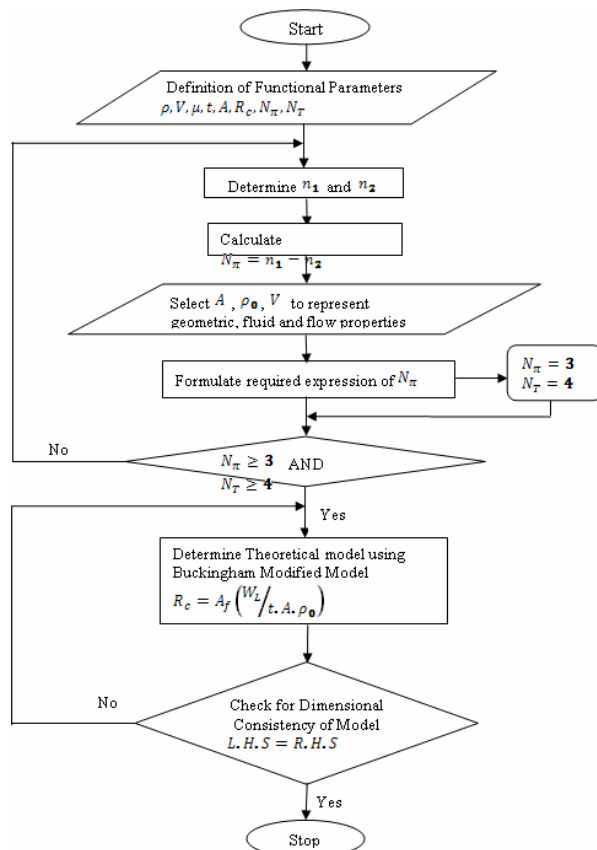 Start
Definition of Functional Parameters
ρ, V, μ, t, A, R_c, N_π, N_T
Determine n₁ and n₂
Calculate
N_π = n₁ − n₂
Select A , ρ₀, V to represent
geometric, fluid and flow properties
Formulate required expression of N_π
N_π = 3
N_T = 4
No
N_π ≥ 3 AND
N_T ≥ 4
Yes
Determine Theoretical model using
Buckingham Modified Model
R_c = A_f (W_L/t. A. ρ₀)
No
Check for Dimensional
Consistency of Model
L. H. S = R. H. S
Yes
Stop